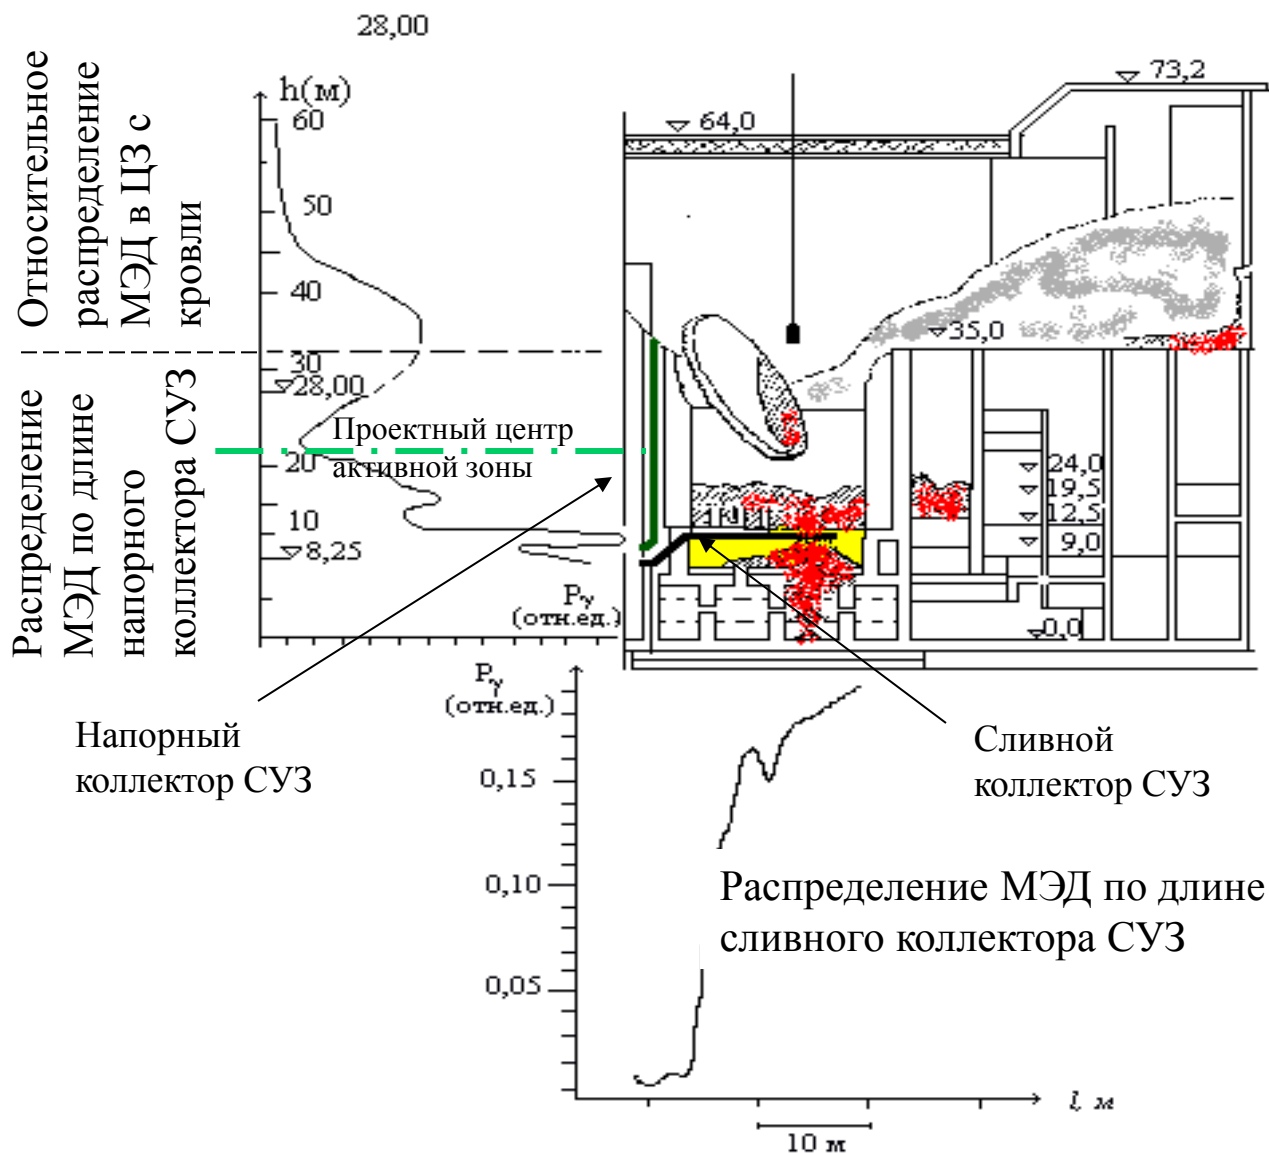 28,00
Относительное
распределение
МЭД в ЦЗ с
кровли
Распределение
МЭД по длине
напорного
коллектора СУЗ
h(м)
60
50
40
30
28,00
20
10
8,25
Pγ
(отн.ед.)
Проектный центр
активной зоны
73,2
64,0
35,0
24,0
19,5
12,5
9,0
0,0
Напорный
коллектор СУЗ
Сливной
коллектор СУЗ
Pγ
(отн.ед.)
0,15
0,10
0,05
Распределение МЭД по длине
сливного коллектора СУЗ
l, м
10 м